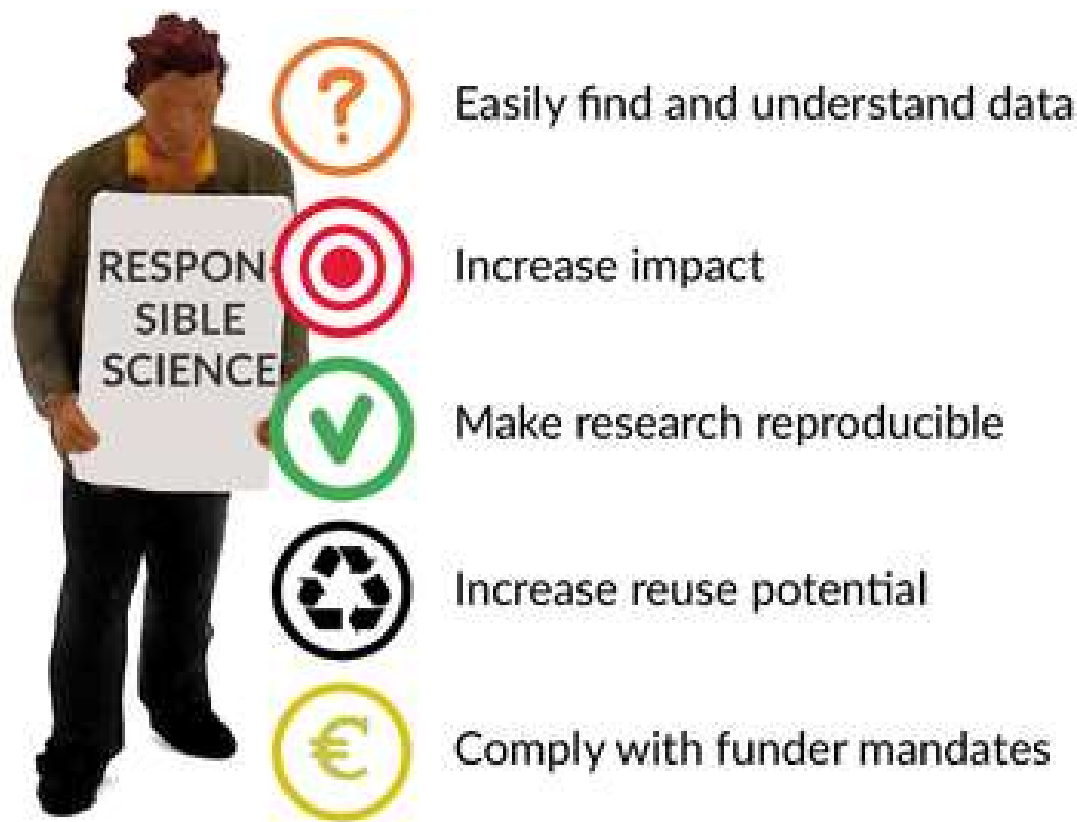 RESPON-
SIBLE
SCIENCE
Easily find and understand data
Increase impact
Make research reproducible
Increase reuse potential
Comply with funder mandates